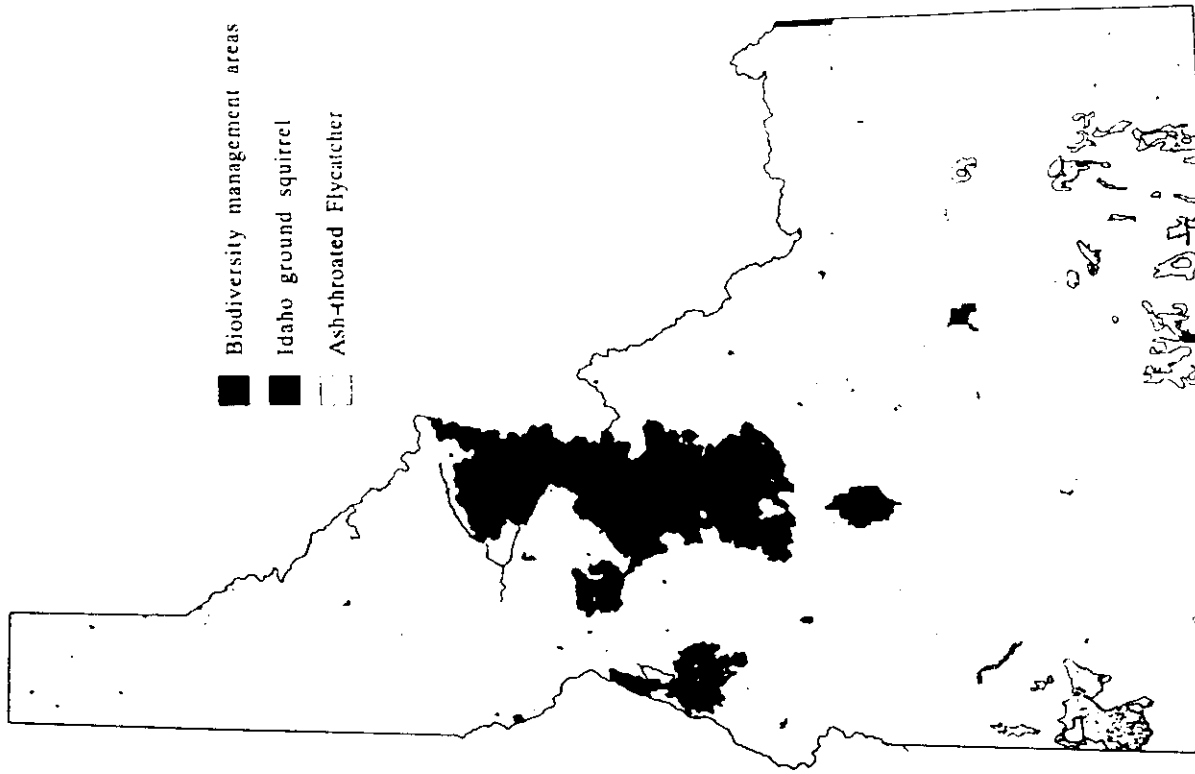 Biodiversity management areas
Idaho ground squirrel
Ash-throated Flycatcher